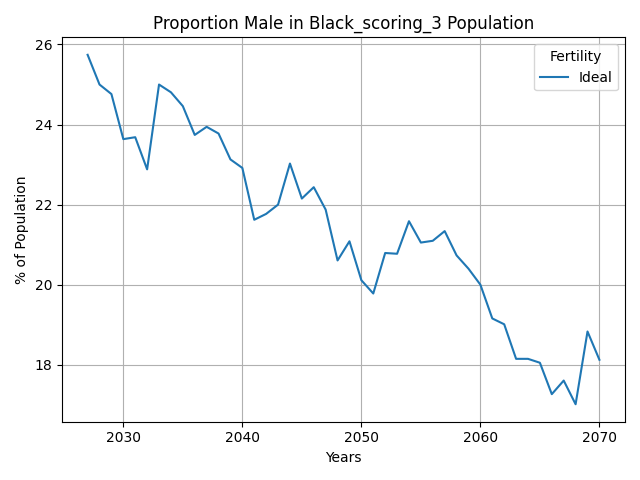 Proportion Male in Black_scoring_3 Population
Fertility
Ideal
% of Population
26
24
22
20
18
2030 2040 2050 2060 2070
Years